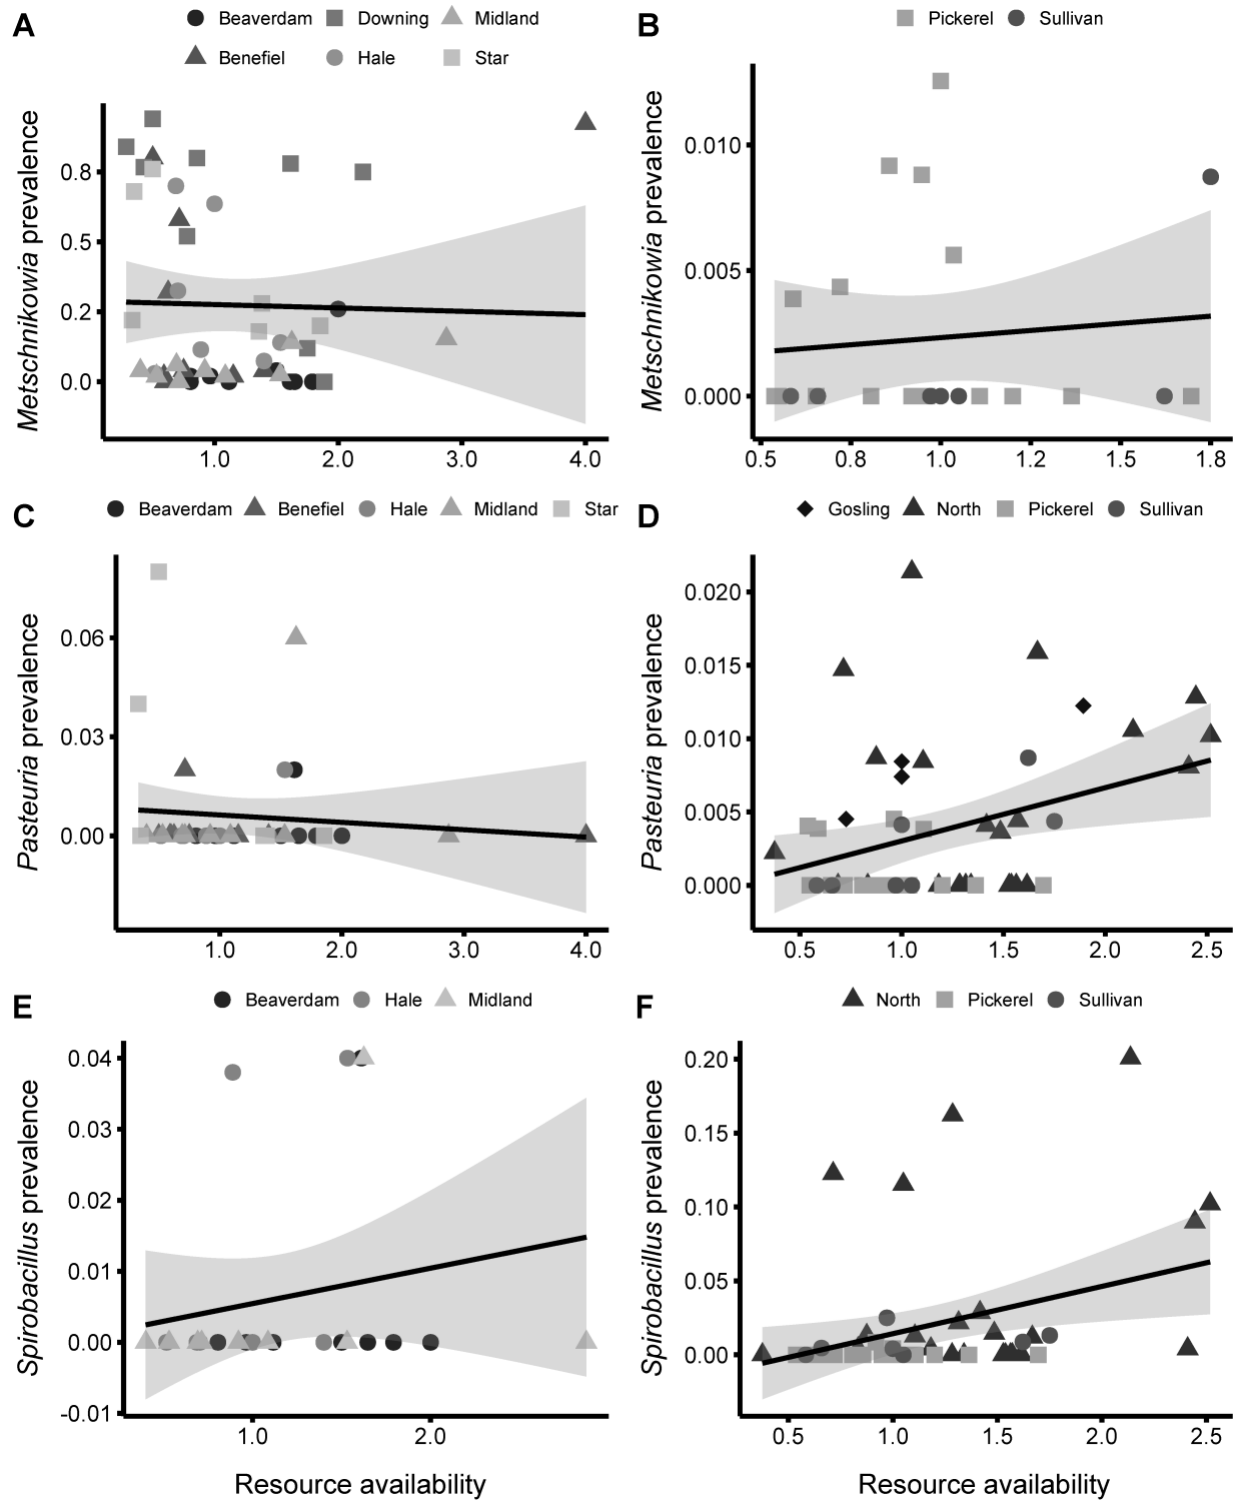 A
Beaverdam Downing Midland
Benefiel Hale Star
Metschnikowia prevalence
0.8
0.5
0.2
0.0
1.0 2.0 3.0 4.0
B
Pickerel Sullivan
Metschnikowia prevalence
0.010
0.005
0.000
0.5 0.8 1.0 1.2 1.5 1.8
C
Beaverdam Benefiel Hale Midland Star
Pasteuria prevalence
0.06
0.03
0.00
1.0 2.0 3.0 4.0
D
Gosling North Pickerel Sullivan
Pasteuria prevalence
0.020
0.015
0.010
0.005
0.000
0.5 1.0 1.5 2.0 2.5
E
Beaverdam Hale Midland
Spirobacillus prevalence
0.04
0.03
0.02
0.01
0.00
-0.01
1.0 2.0
Resource availability
F
North Pickerel Sullivan
Spirobacillus prevalence
0.20
0.15
0.10
0.05
0.00
0.5 1.0 1.5 2.0 2.5
Resource availability